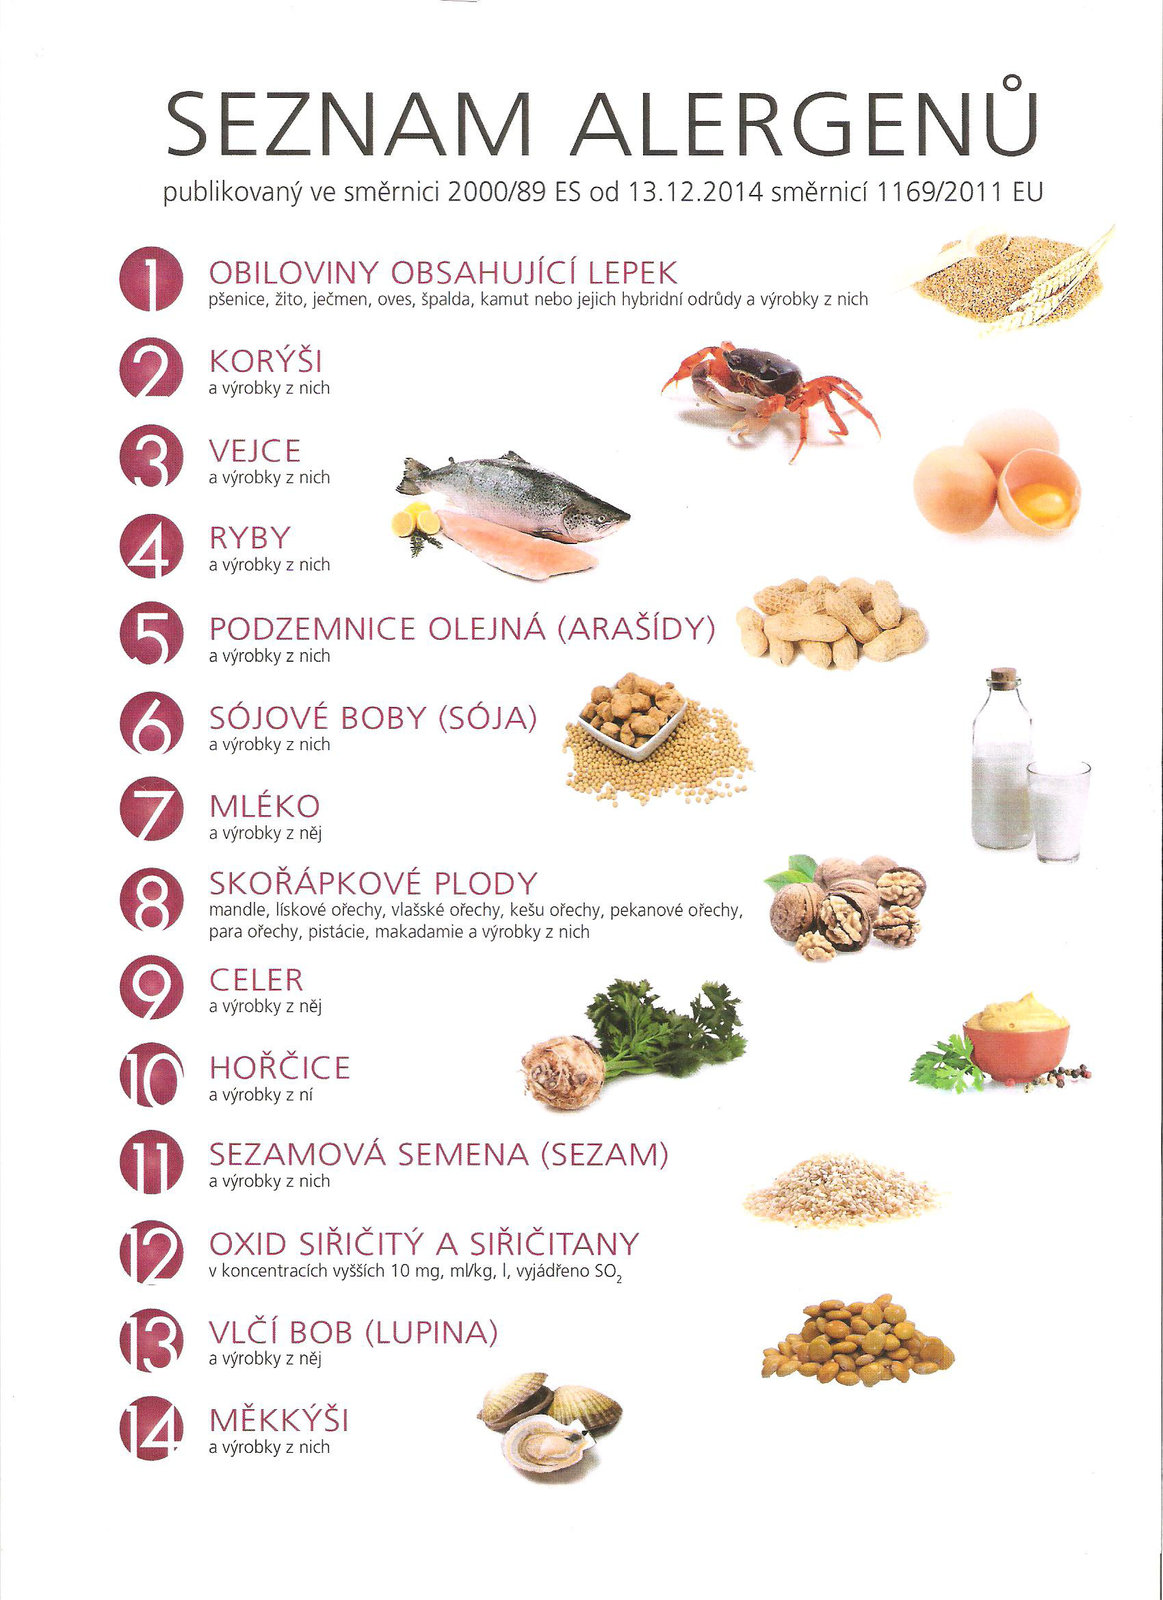 SEZNAM ALERGENŮ
publikovaný ve směrnici 2000/89 ES od 13.12.2014 směrnicí 1169/2011 EU
1 OBILOVINY OBSAHUJÍCÍ LEPEK
pšenice, žito, ječmen, oves, špalda, kamut nebo jejich hybridní odrůdy a výrobky z nich
2 KORÝŠI
a výrobky z nich
3 VEJCE
a výrobky z nich
4 RYBY
a výrobky z nich
5 PODZEMNICE OLEJNÁ (ARAŠÍDY)
a výrobky z nich
6 SÓJOVÉ BOBY (SÓJA)
a výrobky z nich
7 MLÉKO
a výrobky z něj
8 SKOŘÁPKOVÉ PLODY
mandle, lískové ořechy, vlašské ořechy, kešu ořechy, pekanové ořechy,
para ořechy, pistácie, makadamie a výrobky z nich
9 CELER
a výrobky z něj
10 HOŘČICE
a výrobky z ní
11 SEZAMOVÁ SEMENA (SEZAM)
a výrobky z nich
12 OXID SIŘIČITÝ A SIŘIČITANY
v koncentracích vyšších 10 mg, ml/kg, l, vyjádřeno SO₂
13 VLČÍ BOB (LUPINA)
a výrobky z něj
14 MĚKKÝŠI
a výrobky z nich